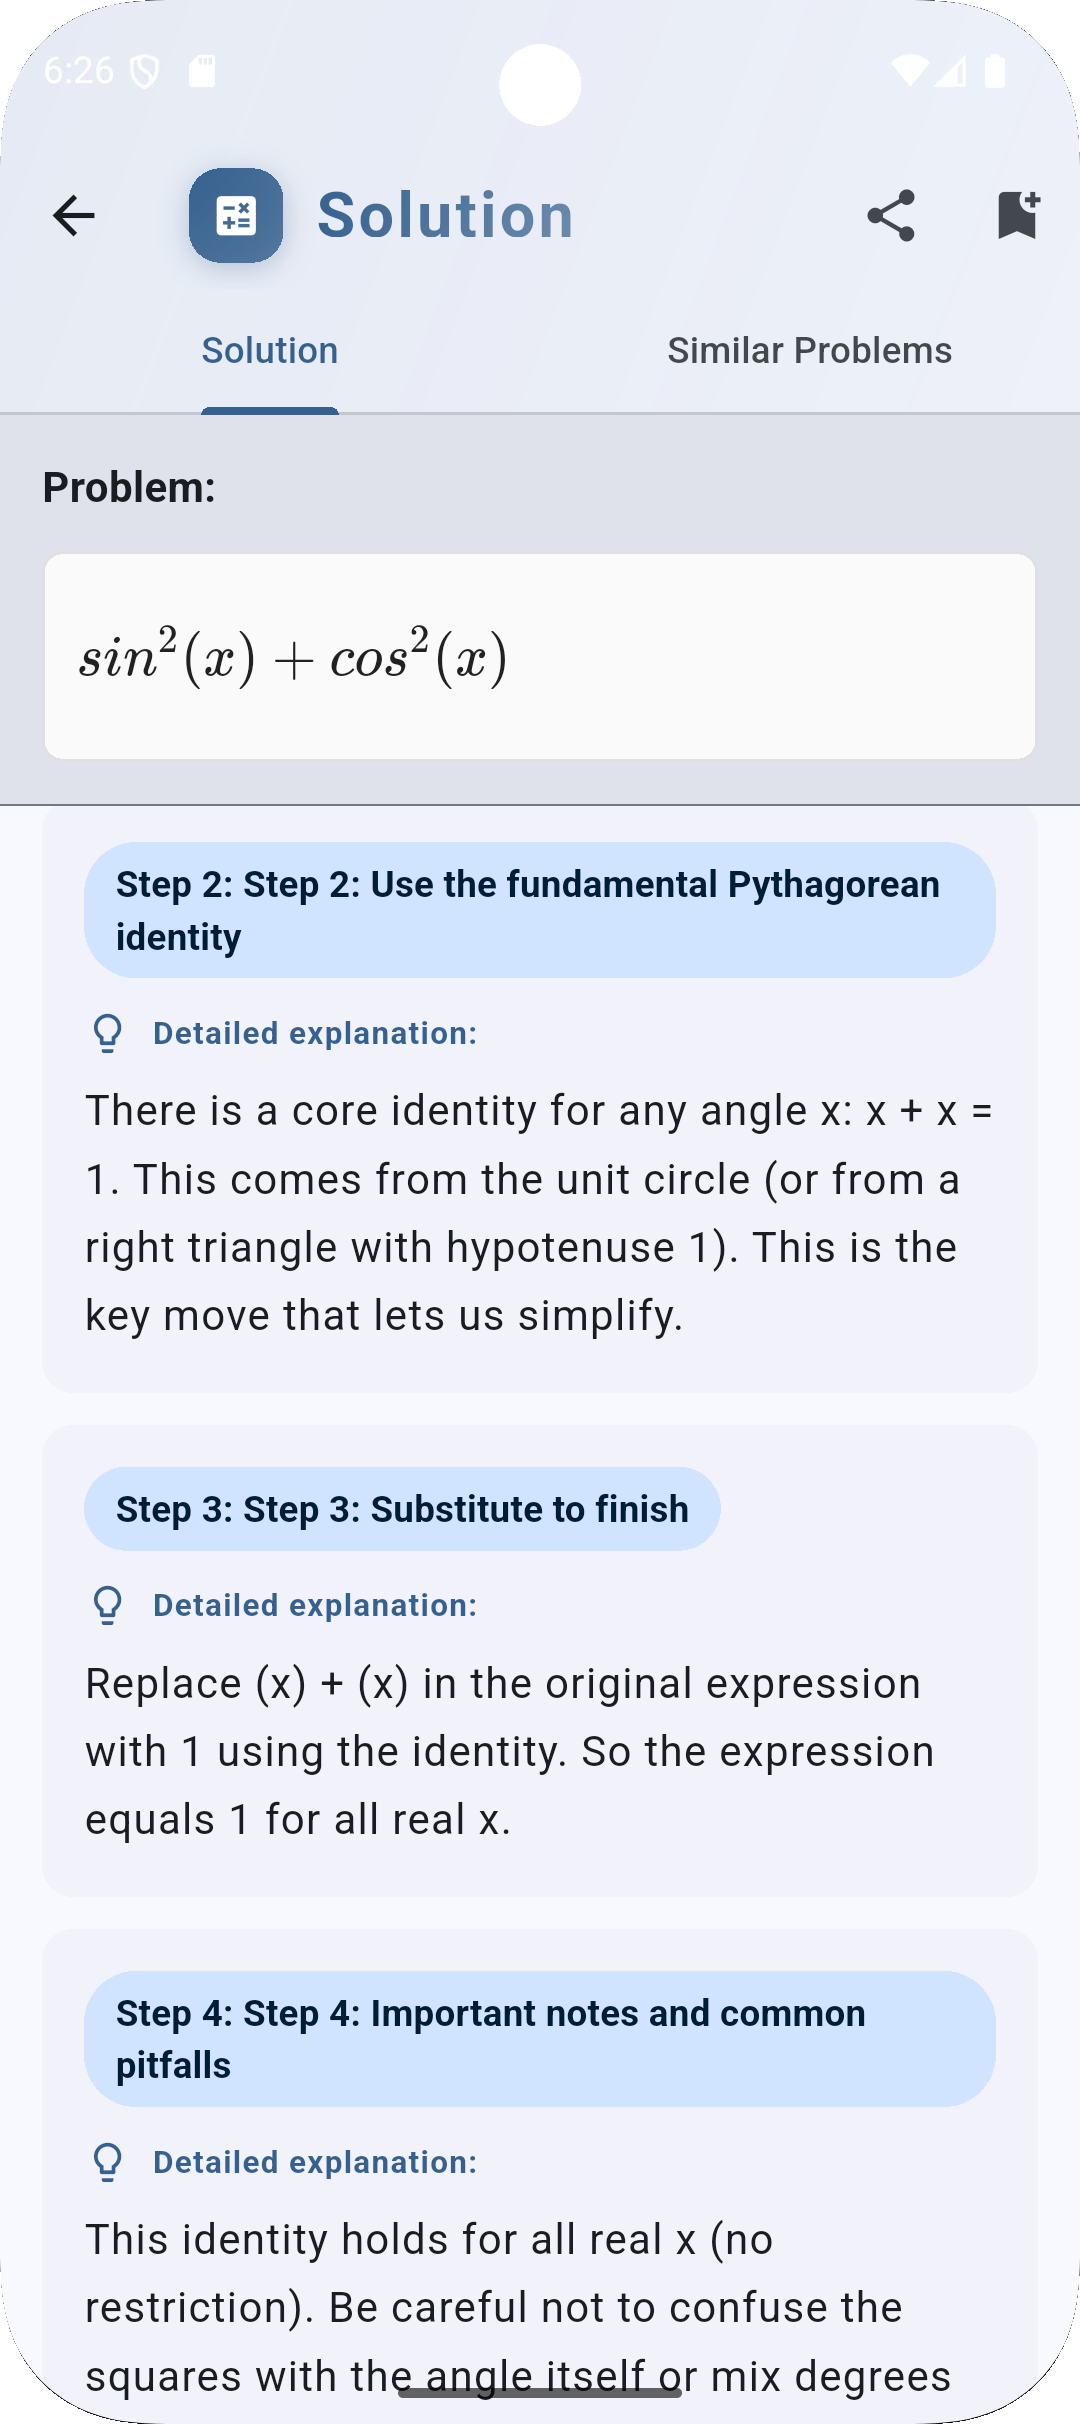 6:26
Solution
Solution
Similar Problems
Problem:
sin²(x) + cos²(x)
Step 2: Step 2: Use the fundamental Pythagorean
identity
Detailed explanation:
There is a core identity for any angle x: x + x =
1. This comes from the unit circle (or from a
right triangle with hypotenuse 1). This is the
key move that lets us simplify.
Step 3: Step 3: Substitute to finish
Detailed explanation:
Replace (x) + (x) in the original expression
with 1 using the identity. So the expression
equals 1 for all real x.
Step 4: Step 4: Important notes and common
pitfalls
Detailed explanation:
This identity holds for all real x (no
restriction). Be careful not to confuse the
squares with the angle itself or mix degrees